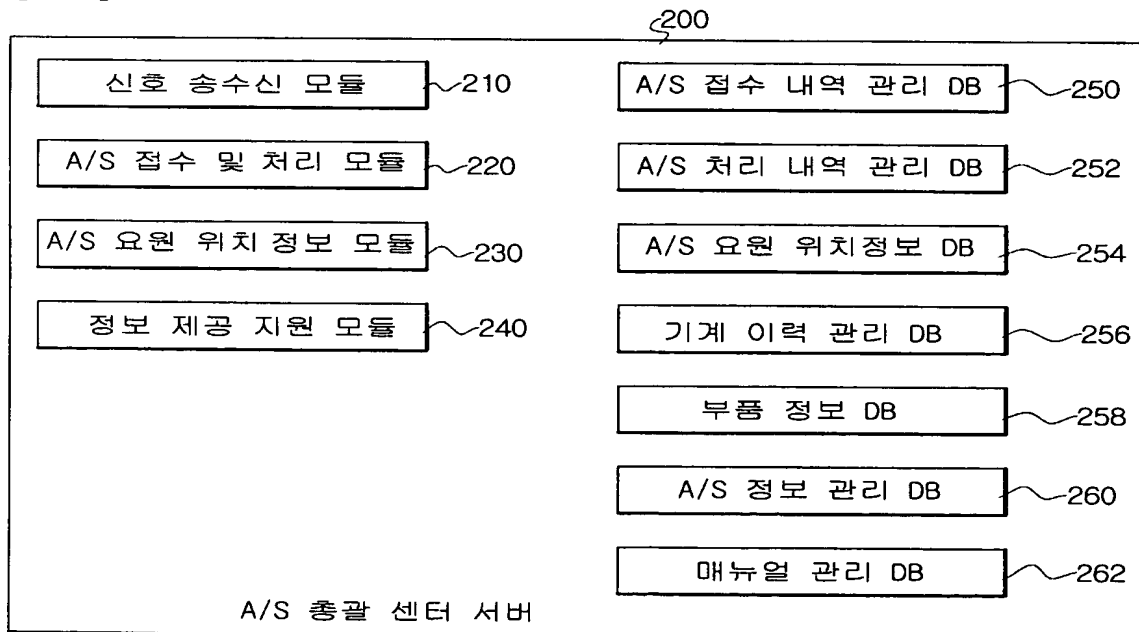 200
신호 송수신 모듈 210
A/S 접수 및 처리 모듈 220
A/S 요원 위치정보 모듈 230
정보 제공 지원 모듈 240
A/S 접수 내역 관리 DB 250
A/S 처리 내역 관리 DB 252
A/S 요원 위치정보 DB 254
기계 이력 관리 DB 256
부품 정보 DB 258
A/S 정보 관리 DB 260
매뉴얼 관리 DB 262
A/S 총괄 센터 서버